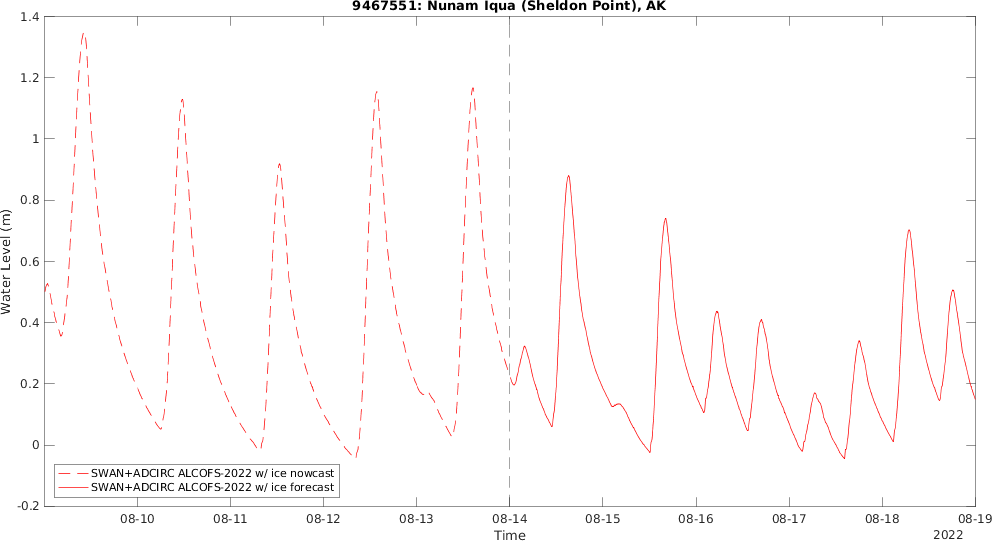 9467551: Nunam Iqua (Sheldon Point), AK
Water Level (m)
1.4
1.2
1
0.8
0.6
0.4
0.2
0
-0.2
SWAN+ADCIRC ALCOFS-2022 w/ ice nowcast
SWAN+ADCIRC ALCOFS-2022 w/ ice forecast
08-10 08-11 08-12 08-13 08-14 08-15 08-16 08-17 08-18 08-19
Time
2022